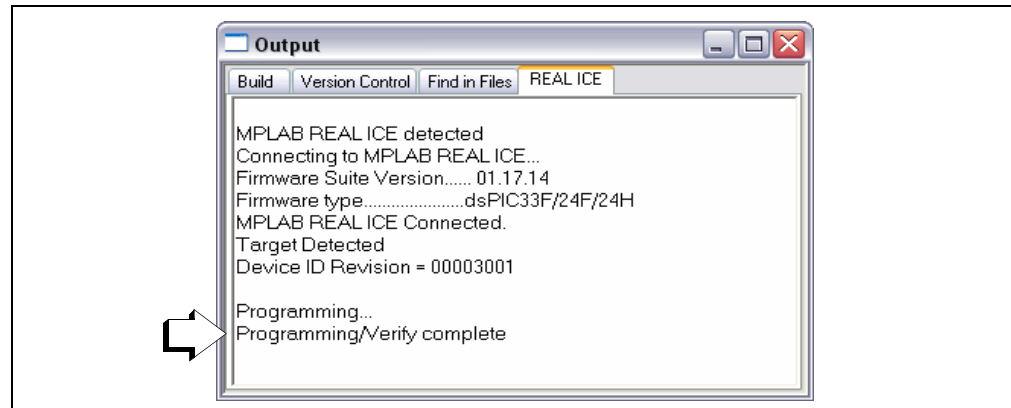 Output
Build Version Control Find in Files REAL ICE
MPLAB REAL ICE detected
Connecting to MPLAB REAL ICE...
Firmware Suite Version...... 01.17.14
Firmware type......................dsPIC33F/24F/24H
MPLAB REAL ICE Connected.
Target Detected
Device ID Revision = 00003001
Programming...
Programming/Verify complete